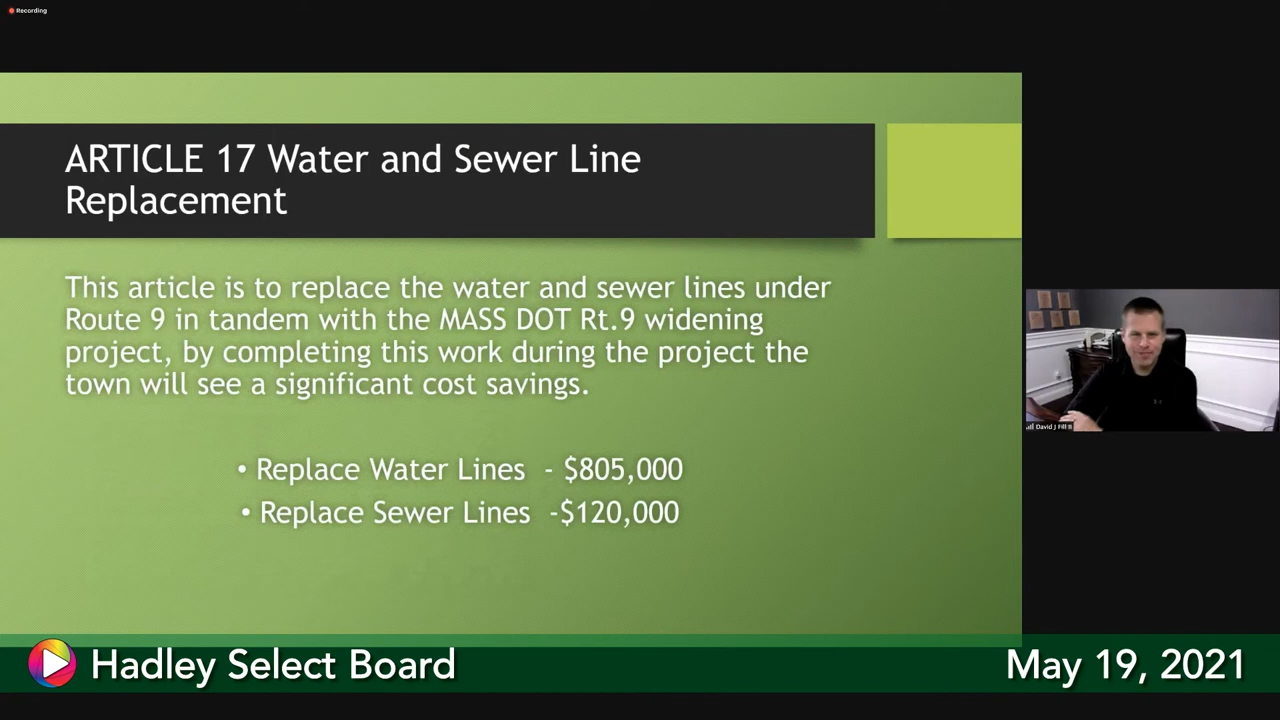 Recording
ARTICLE 17 Water and Sewer Line
Replacement
This article is to replace the water and sewer lines under
Route 9 in tandem with the MASS DOT Rt.9 widening
project, by completing this work during the project the
town will see a significant cost savings.
• Replace Water Lines - $805,000
• Replace Sewer Lines -$120,000
David J Fill II
Hadley Select Board
May 19, 2021